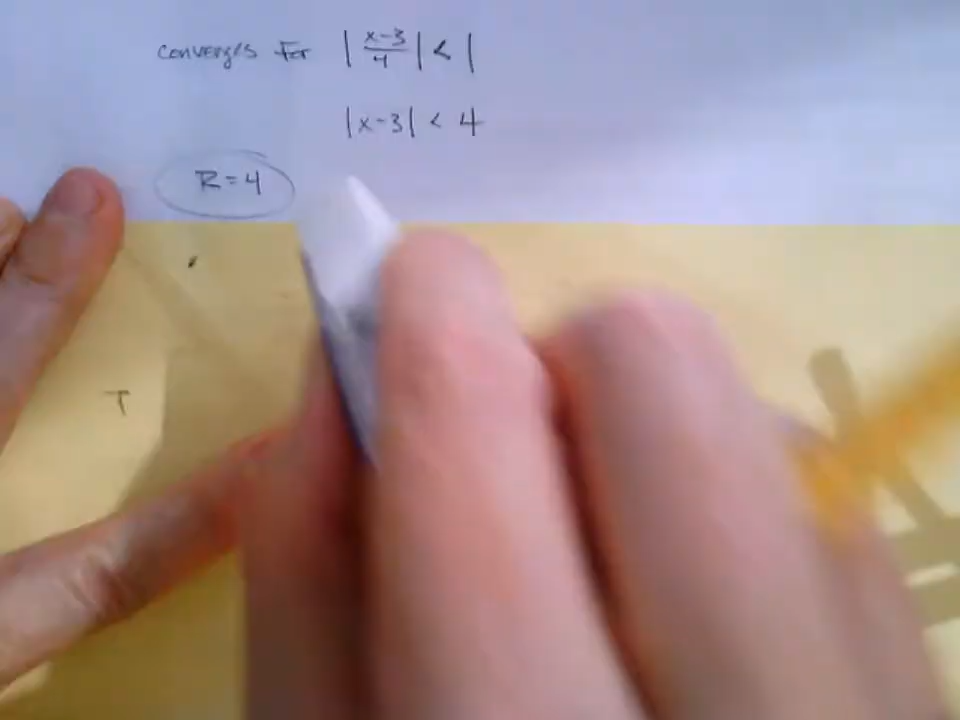 converges for |x-3/4| < 1
|x-3| < 4
R=4
T